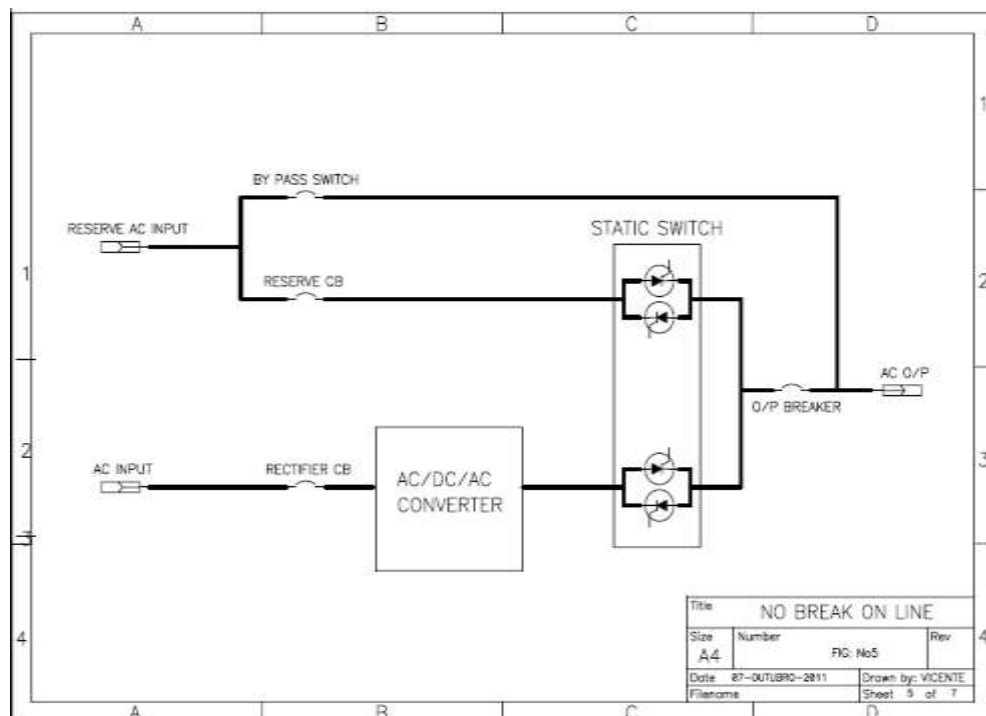 A B C D
1
BY PASS SWITCH
RESERVE AC INPUT
STATIC SWITCH
1
RESERVE CB
2
AC O/P
O/P BREAKER
2
AC INPUT
RECTIFIER CB
AC/DC/AC
CONVERTER
3
3
4
Title NO BREAK ON LINE
Size Number Rev
A4 FIG: No5
4
Date 07-OUTUBRO-2011 Drawn by: VICENTE
Filename Sheet 5 of 7
A B C D